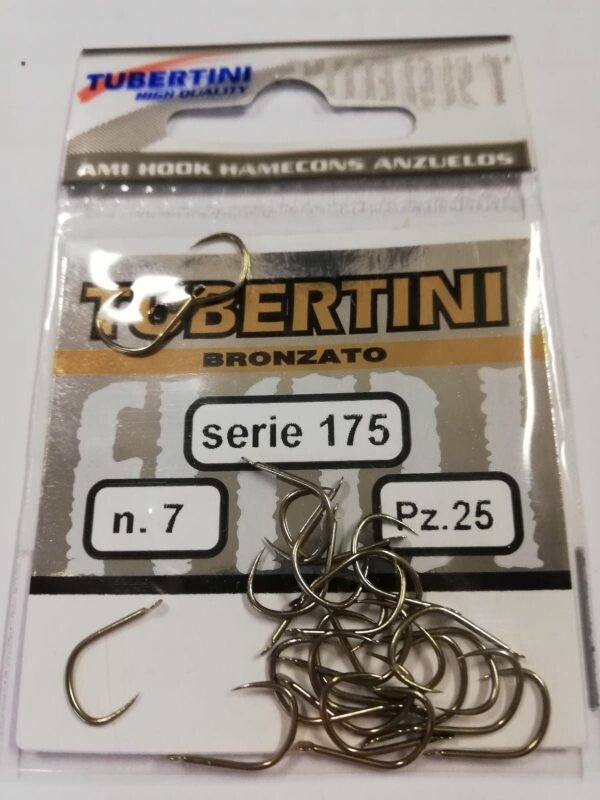 TUBERTINI
HIGH QUALITY
AMI HOOK HAMECONS ANZUELOS
TUBERTINI
BRONZATO
serie 175
n. 7
Pz.25